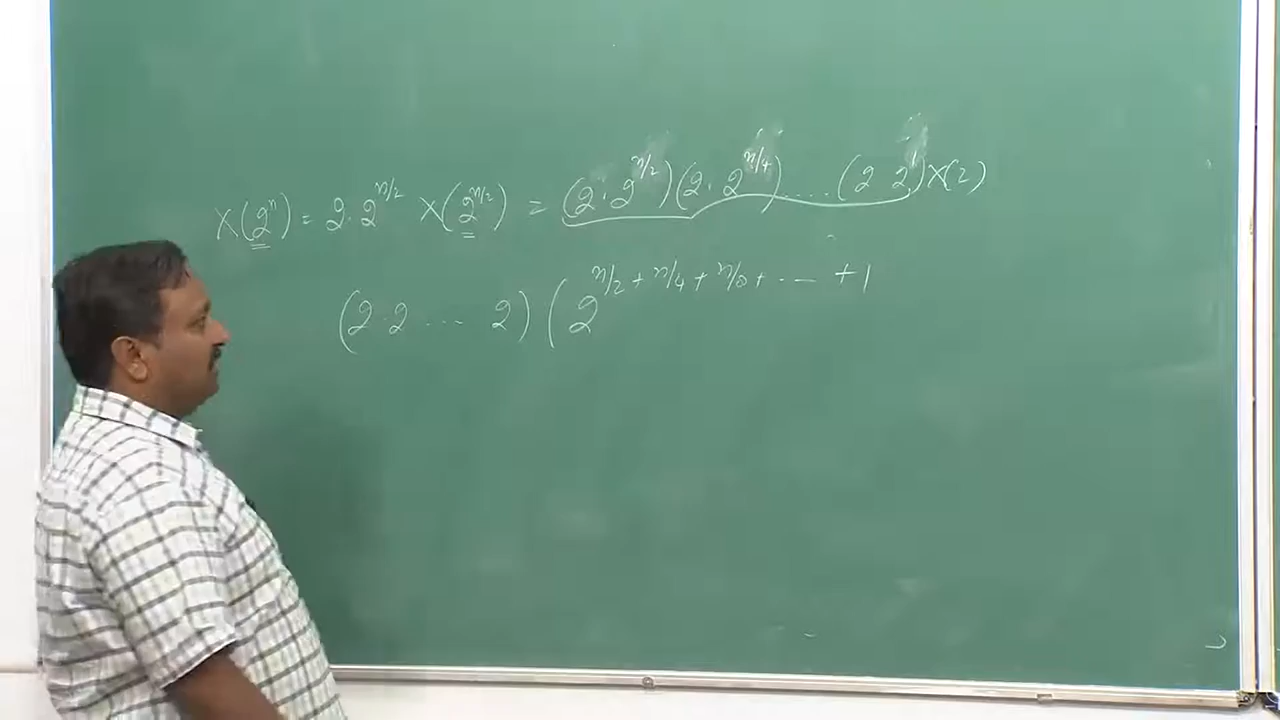 X(2^n) = 2·2^{n/2} X(2^{n/2}) = (2·2^{n/2})(2·2^{n/4}) .... (2 2^1) X(2)
(2·2 ... 2) (2^{n/2 + n/4 + n/8 + ... + 1}